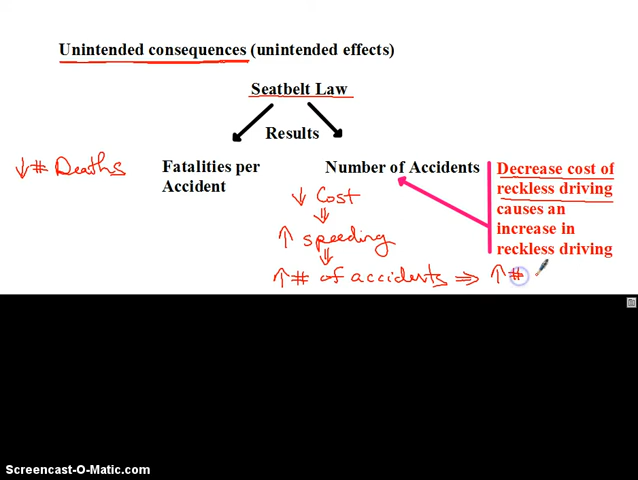 Unintended consequences (unintended effects)
Seatbelt Law
Results
↓ # Deaths
Fatalities per
Accident
Number of Accidents
↓ Cost
⇓
↑ speeding
⇓
↑ # of accidents ⇒ ↑ #
Decrease cost of
reckless driving
causes an
increase in
reckless driving
Screencast-O-Matic.com